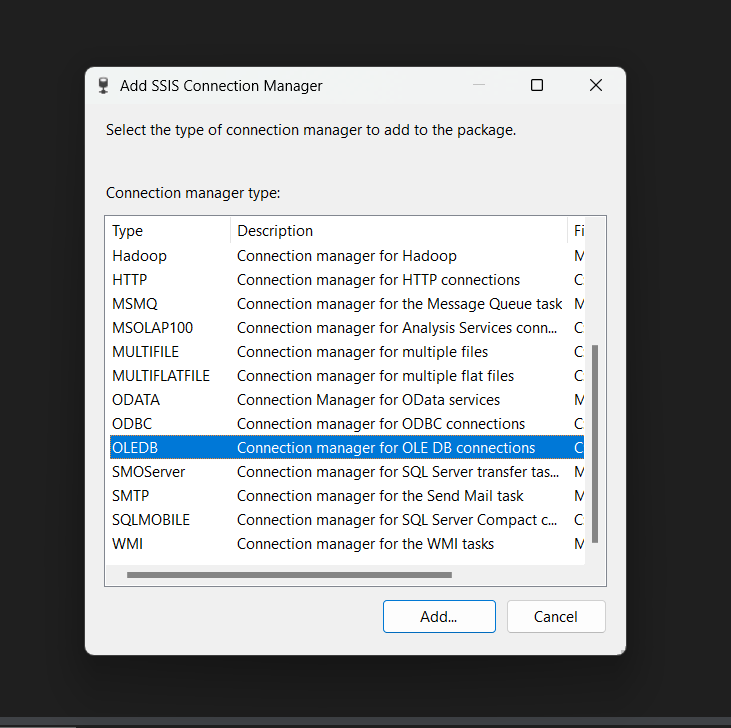 Add SSIS Connection Manager
Select the type of connection manager to add to the package.
Connection manager type:
Type Description Fi
Hadoop Connection manager for Hadoop M
HTTP Connection manager for HTTP connections C
MSMQ Connection manager for the Message Queue task M
MSOLAP100 Connection manager for Analysis Services conn... C
MULTIFILE Connection manager for multiple files C
MULTIFLATFILE Connection manager for multiple flat files C
ODATA Connection Manager for OData services M
ODBC Connection manager for ODBC connections C
OLEDB Connection manager for OLE DB connections C
SMOServer Connection manager for SQL Server transfer tas... M
SMTP Connection manager for the Send Mail task M
SQLMOBILE Connection manager for SQL Server Compact c... C
WMI Connection manager for the WMI tasks M
Add... Cancel